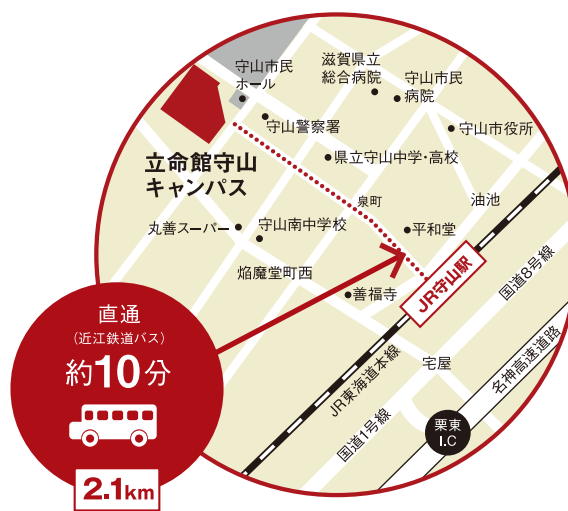 守山市民
ホール
滋賀県立
総合病院
守山市民
病院
守山警察署
守山市役所
県立守山中学・高校
立命館守山
キャンパス
泉町
油池
丸善スーパー
守山南中学校
平和堂
焔魔堂町西
善福寺
JR守山駅
国道8号線
直通
(近江鉄道バス)
約10分
2.1km
JR東海道本線
宅屋
名神高速道路
国道1号線
栗東
I.C